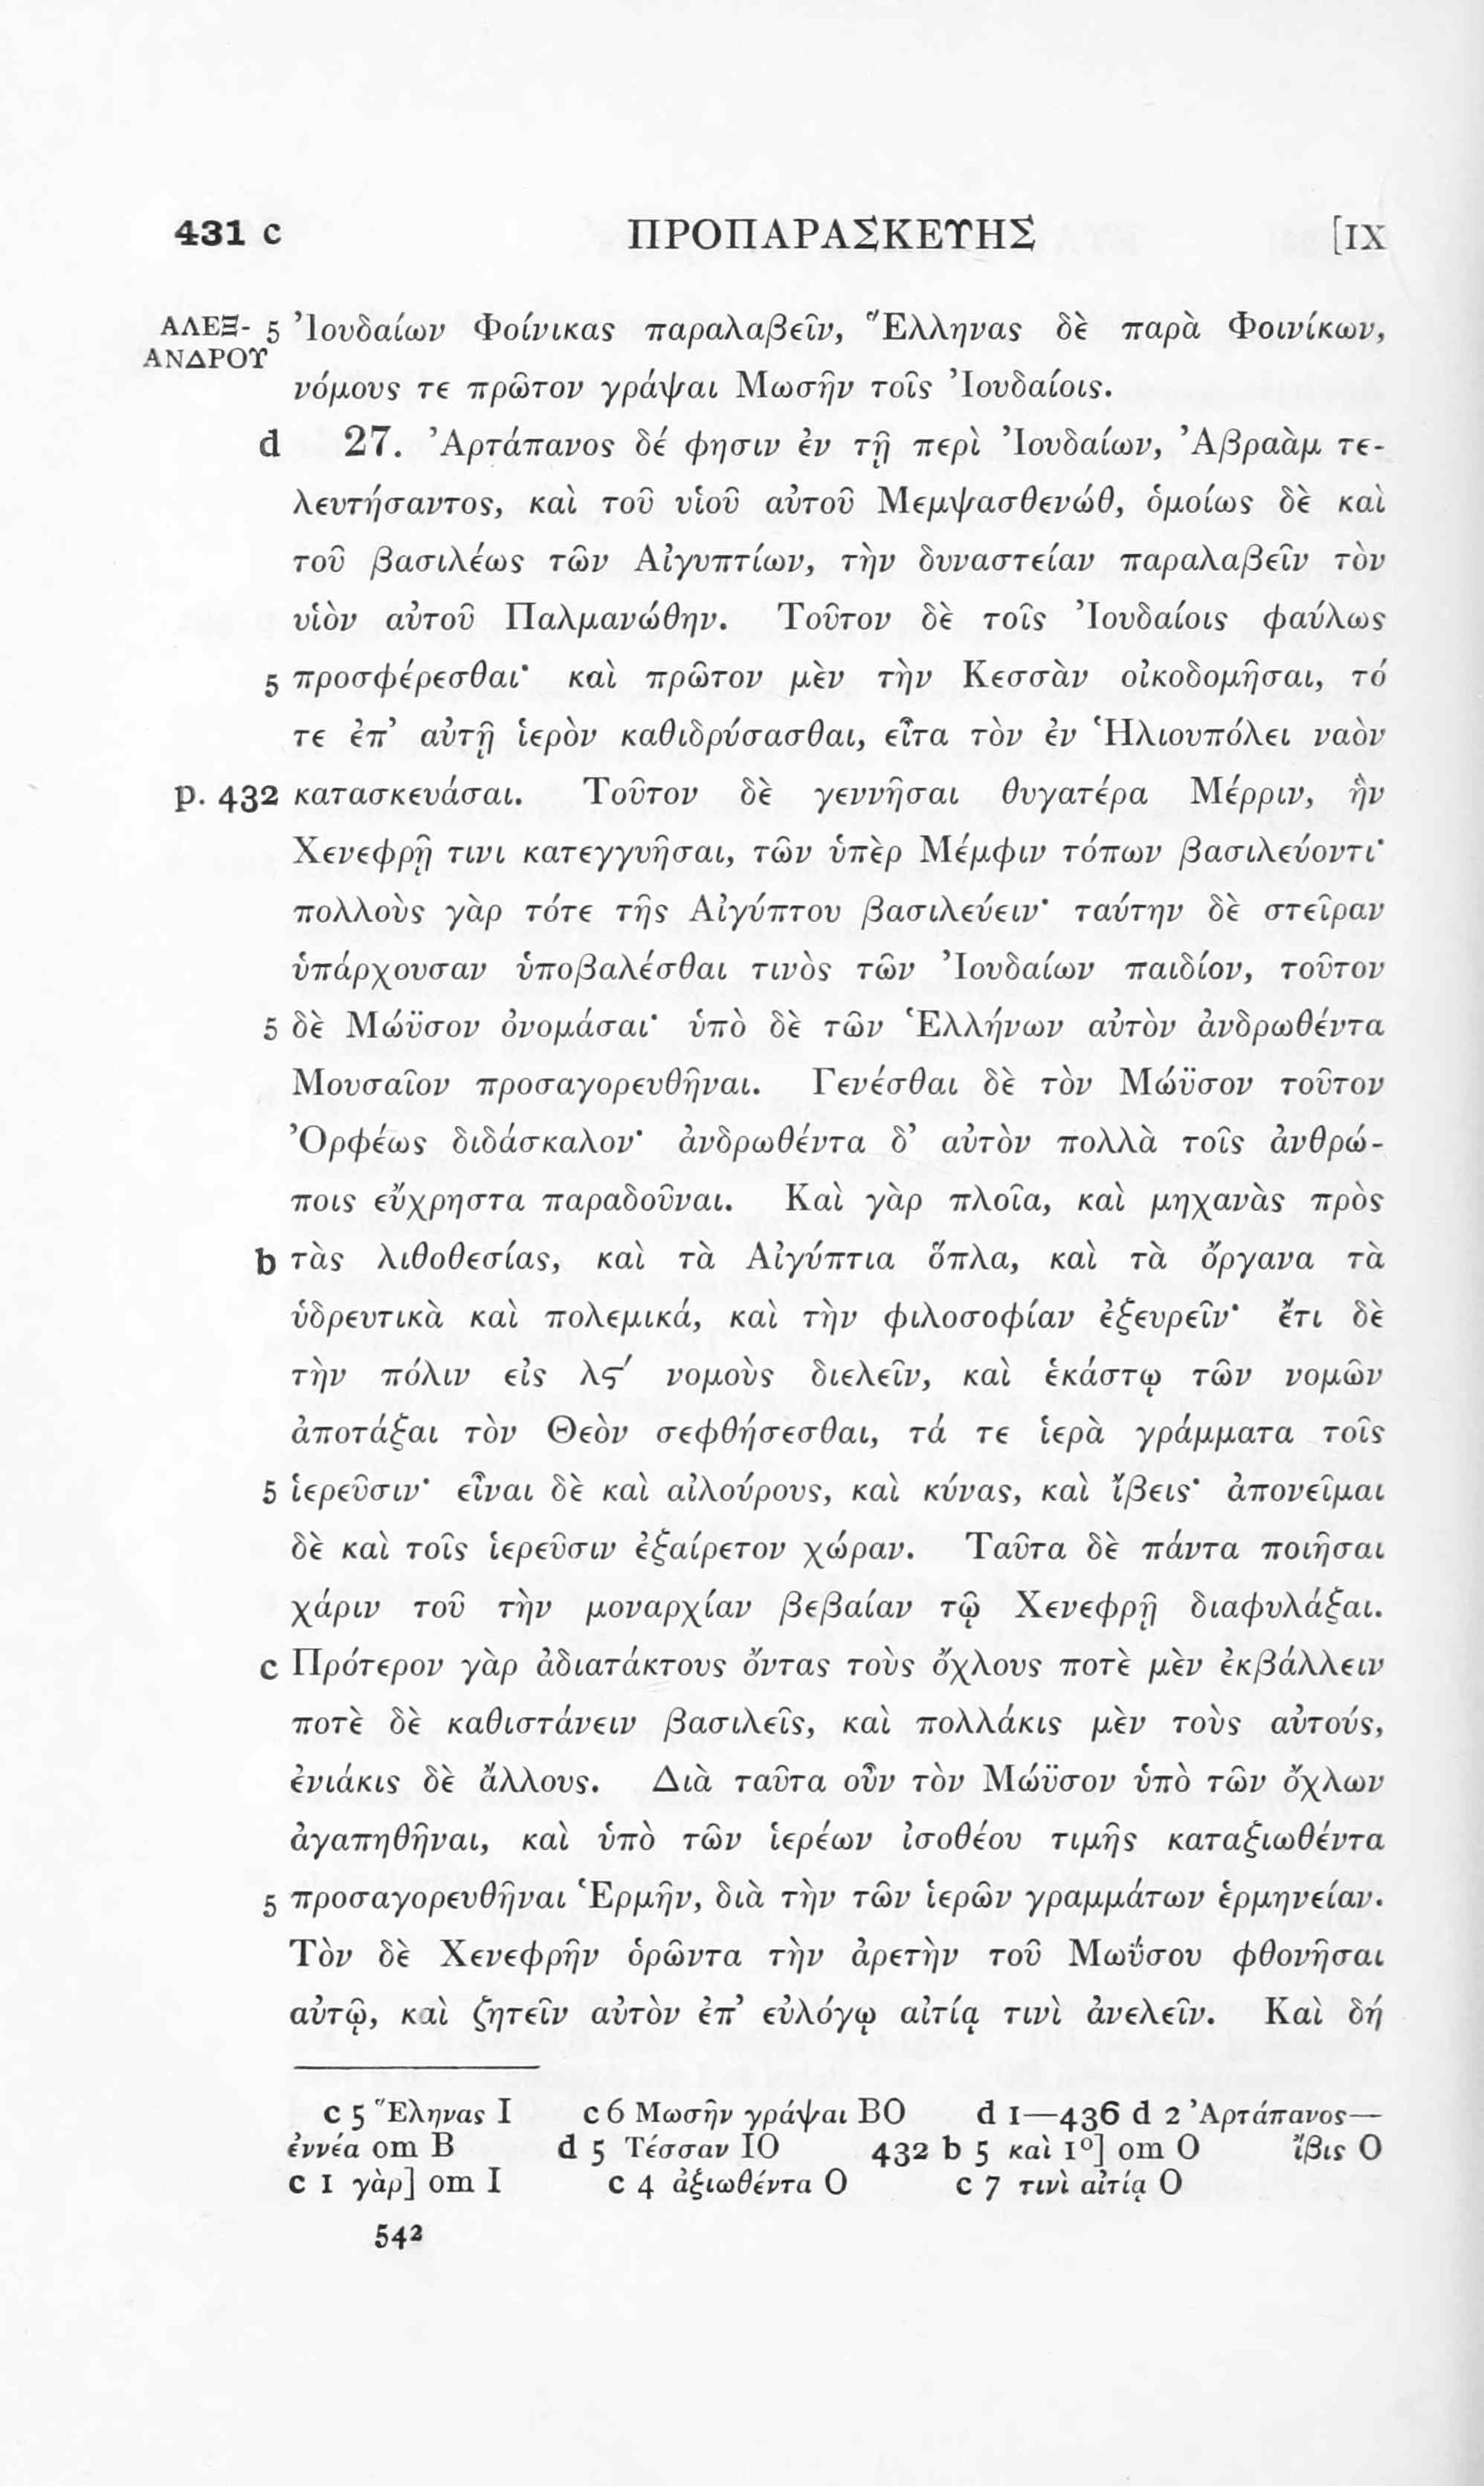 431 c ΠΡΟΠΑΡΑΣΚΕΥΗΣ [IX
ΑΛΕΞ- 5 Ἰουδαίων Φοίνικας παραλαβεῖν, Ἕλληνας δὲ παρὰ Φοινίκων,
ΑΝΔΡΟΥ
νόμους τε πρῶτον γράψαι Μωσῆν τοῖς Ἰουδαίοις.
d 27. Ἀρτάπανος δέ φησιν ἐν τῇ περὶ Ἰουδαίων, Ἀβραὰμ τε-
λευτήσαντος, καὶ τοῦ υἱοῦ αὐτοῦ Μεμψασθενώθ, ὁμοίως δὲ καὶ
τοῦ βασιλέως τῶν Αἰγυπτίων, τὴν δυναστείαν παραλαβεῖν τὸν
υἱὸν αὐτοῦ Παλμανώθην. Τοῦτον δὲ τοῖς Ἰουδαίοις φαύλως
5 προσφέρεσθαι· καὶ πρῶτον μὲν τὴν Κεσσὰν οἰκοδομῆσαι, τό
τε ἐπ’ αὐτῇ ἱερὸν καθιδρύσασθαι, εἶτα τὸν ἐν Ἡλιουπόλει ναὸν
p. 432 κατασκευάσαι. Τοῦτον δὲ γεννῆσαι θυγατέρα Μέρριν, ἣν
Χενεφρῇ τινι κατεγγυῆσαι, τῶν ὑπὲρ Μέμφιν τόπων βασιλεύοντι·
πολλοὺς γὰρ τότε τῆς Αἰγύπτου βασιλεύειν· ταύτην δὲ στεῖραν
ὑπάρχουσαν ὑποβαλέσθαι τινὸς τῶν Ἰουδαίων παιδίον, τοῦτον
5 δὲ Μώϋσον ὀνομάσαι· ὑπὸ δὲ τῶν Ἑλλήνων αὐτὸν ἀνδρωθέντα
Μουσαῖον προσαγορευθῆναι. Γενέσθαι δὲ τὸν Μώϋσον τοῦτον
Ὀρφέως διδάσκαλον· ἀνδρωθέντα δ’ αὐτὸν πολλὰ τοῖς ἀνθρώ-
ποις εὔχρηστα παραδοῦναι. Καὶ γὰρ πλοῖα, καὶ μηχανὰς πρὸς
b τὰς λιθοθεσίας, καὶ τὰ Αἰγύπτια ὅπλα, καὶ τὰ ὄργανα τὰ
ὑδρευτικὰ καὶ πολεμικά, καὶ τὴν φιλοσοφίαν ἐξευρεῖν· ἔτι δὲ
τὴν πόλιν εἰς λϛ′ νομοὺς διελεῖν, καὶ ἑκάστῳ τῶν νομῶν
ἀποτάξαι τὸν Θεὸν σεφθήσεσθαι, τά τε ἱερὰ γράμματα τοῖς
5 ἱερεῦσιν· εἶναι δὲ καὶ αἰλούρους, καὶ κύνας, καὶ ἴβεις· ἀπονεῖμαι
δὲ καὶ τοῖς ἱερεῦσιν ἐξαίρετον χώραν. Ταῦτα δὲ πάντα ποιῆσαι
χάριν τοῦ τὴν μοναρχίαν βεβαίαν τῷ Χενεφρῇ διαφυλάξαι.
c Πρότερον γὰρ ἀδιατάκτους ὄντας τοὺς ὄχλους ποτὲ μὲν ἐκβάλλειν
ποτὲ δὲ καθιστάνειν βασιλεῖς, καὶ πολλάκις μὲν τοὺς αὐτούς,
ἐνιάκις δὲ ἄλλους. Διὰ ταῦτα οὖν τὸν Μώϋσον ὑπὸ τῶν ὄχλων
ἀγαπηθῆναι, καὶ ὑπὸ τῶν ἱερέων ἰσοθέου τιμῆς καταξιωθέντα
5 προσαγορευθῆναι Ἑρμῆν, διὰ τὴν τῶν ἱερῶν γραμμάτων ἑρμηνείαν.
Τὸν δὲ Χενεφρῆν ὁρῶντα τὴν ἀρετὴν τοῦ Μωΰσου φθονῆσαι
αὐτῷ, καὶ ζητεῖν αὐτὸν ἐπ’ εὐλόγῳ αἰτίᾳ τινὶ ἀνελεῖν. Καὶ δή
c 5 Ἕληνας I c 6 Μωσῆν γράψαι BO d 1—436 d 2 Ἀρτάπανος—
ἐννέα om B d 5 Τέσσαν IO 432 b 5 καὶ 1º] om O ἴβις O
c 1 γὰρ] om I c 4 ἀξιωθέντα O c 7 τινὶ αἰτίᾳ O
542